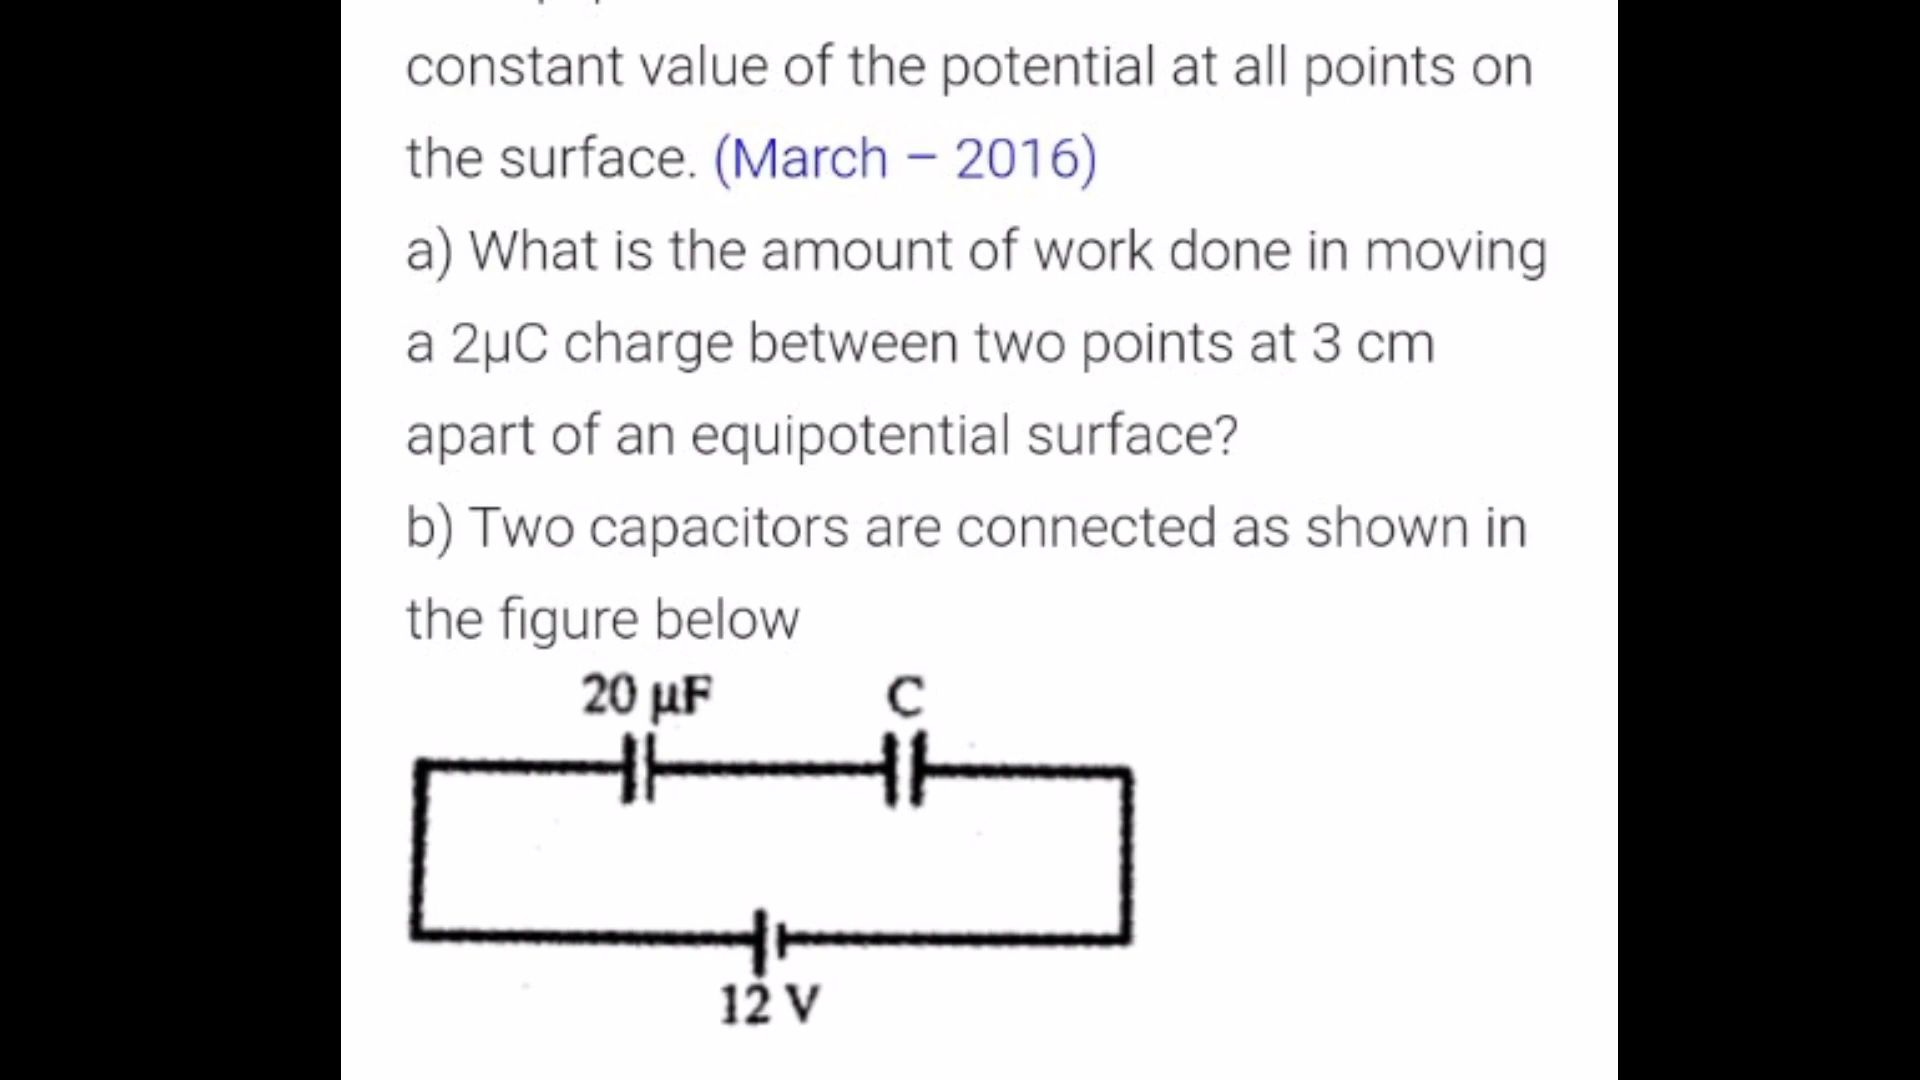 constant value of the potential at all points on
the surface. (March – 2016)
a) What is the amount of work done in moving
a 2µC charge between two points at 3 cm
apart of an equipotential surface?
b) Two capacitors are connected as shown in
the figure below
20 µF C
12 V